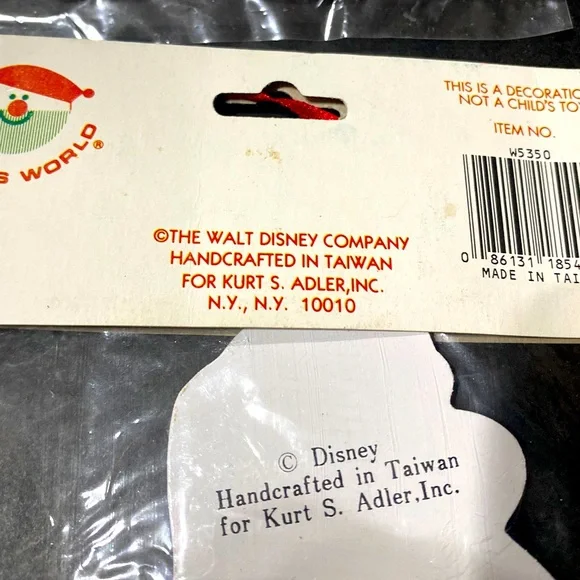 S WORLD®
THIS IS A DECORATIO
NOT A CHILD'S TO
ITEM NO.
W5350
0 86131 1854
MADE IN TAI
©THE WALT DISNEY COMPANY
HANDCRAFTED IN TAIWAN
FOR KURT S. ADLER,INC.
N.Y., N.Y. 10010
© Disney
Handcrafted in Taiwan
for Kurt S. Adler,Inc.